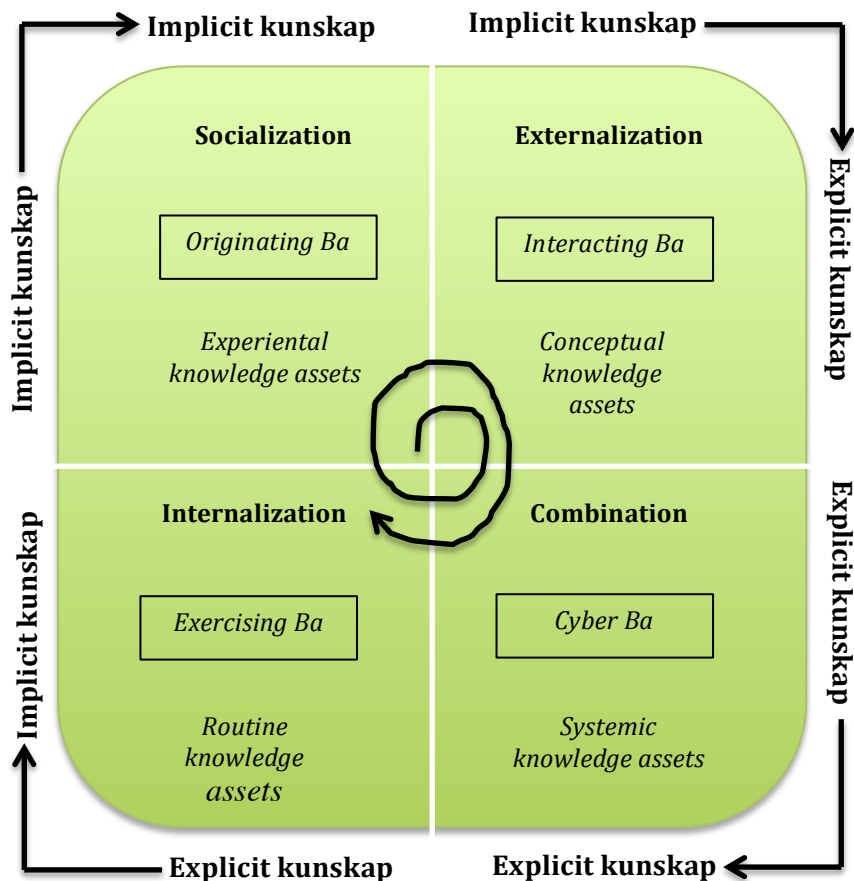 Implicit kunskap
Implicit kunskap
Implicit kunskap
Explicit kunskap
Socialization
Originating Ba
Experiental
knowledge assets
Externalization
Interacting Ba
Conceptual
knowledge
assets
Implicit kunskap
Explicit kunskap
Internalization
Exercising Ba
Routine
knowledge
assets
Combination
Cyber Ba
Systemic
knowledge assets
Explicit kunskap
Explicit kunskap